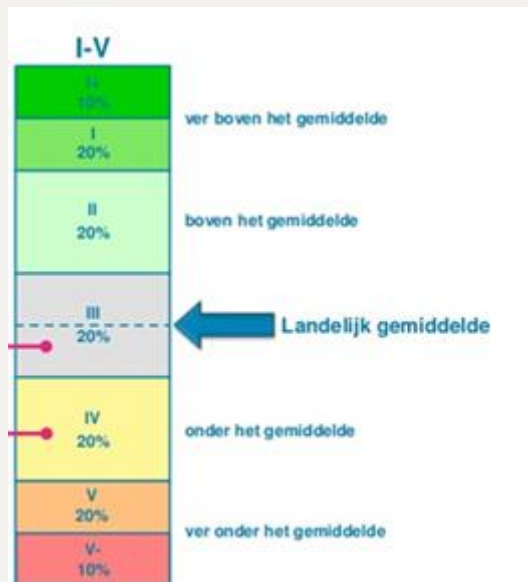 I-V
I+
10%
ver boven het gemiddelde
I
20%
II
20%
boven het gemiddelde
III
20%
Landelijk gemiddelde
IV
20%
onder het gemiddelde
V
20%
ver onder het gemiddelde
V-
10%